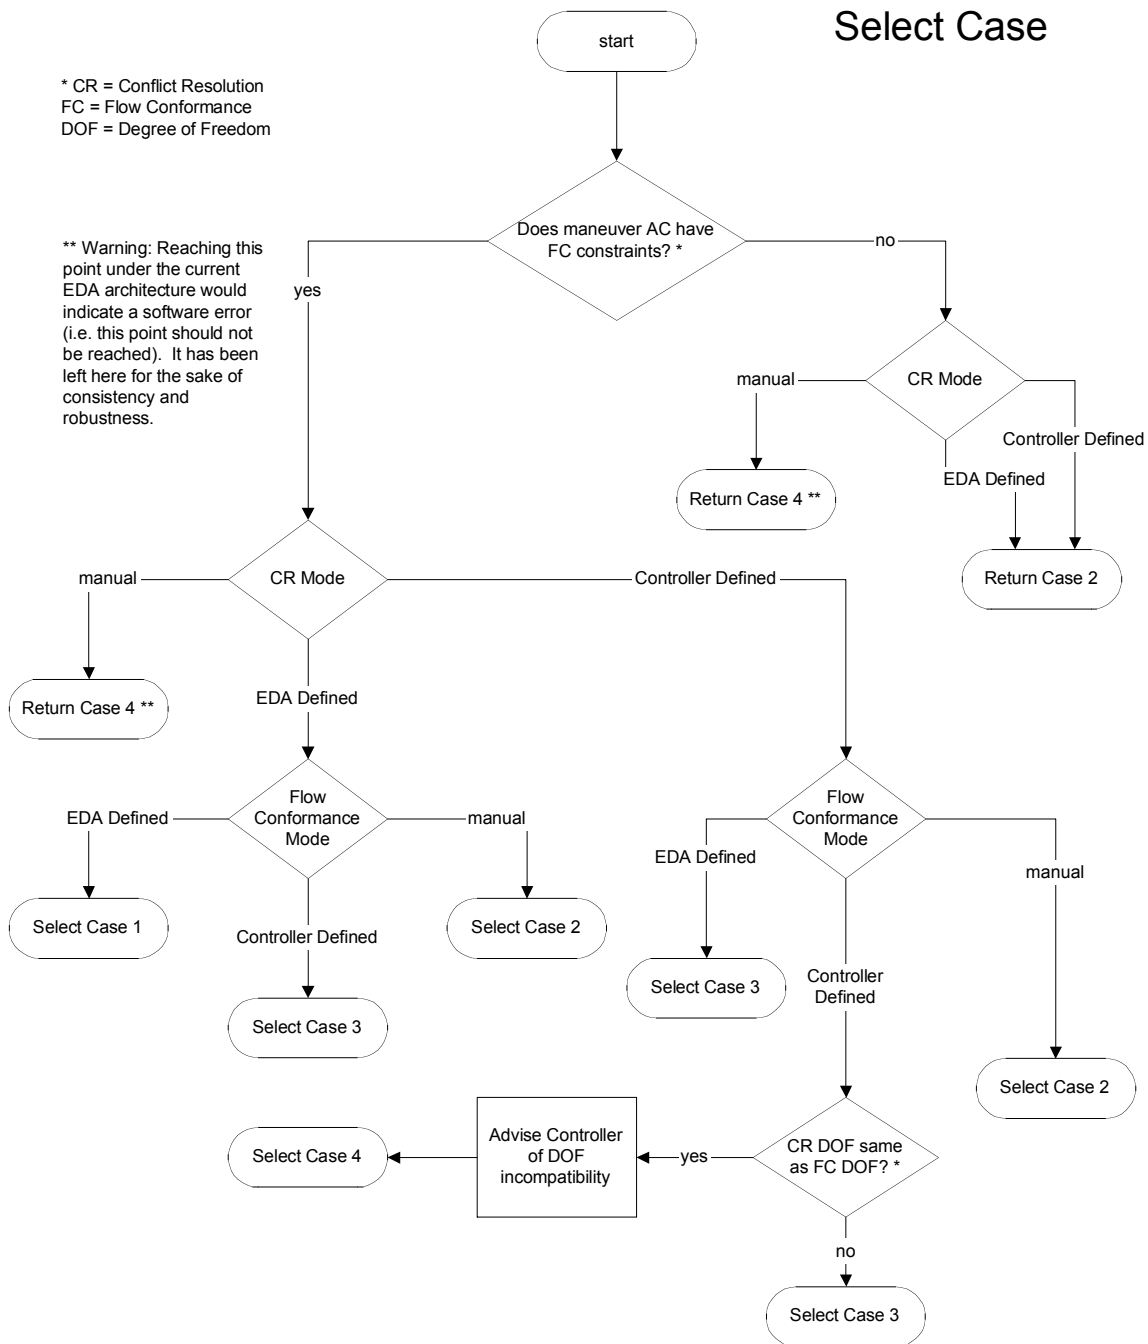 Select Case
start
* CR = Conflict Resolution
FC = Flow Conformance
DOF = Degree of Freedom
Does maneuver AC have
FC constraints? *
no
yes
** Warning: Reaching this
point under the current
EDA architecture would
indicate a software error
(i.e. this point should not
be reached).  It has been
left here for the sake of
consistency and
robustness.
manual
CR Mode
Controller Defined
EDA Defined
Return Case 4 **
Return Case 2
manual
CR Mode
Controller Defined
Return Case 4 **
EDA Defined
EDA Defined
Flow
Conformance
Mode
manual
Select Case 1
Controller Defined
Select Case 2
Select Case 3
Flow
Conformance
Mode
EDA Defined
manual
Select Case 3
Controller
Defined
Select Case 2
CR DOF same
as FC DOF? *
yes
Advise Controller
of DOF
incompatibility
Select Case 4
no
Select Case 3